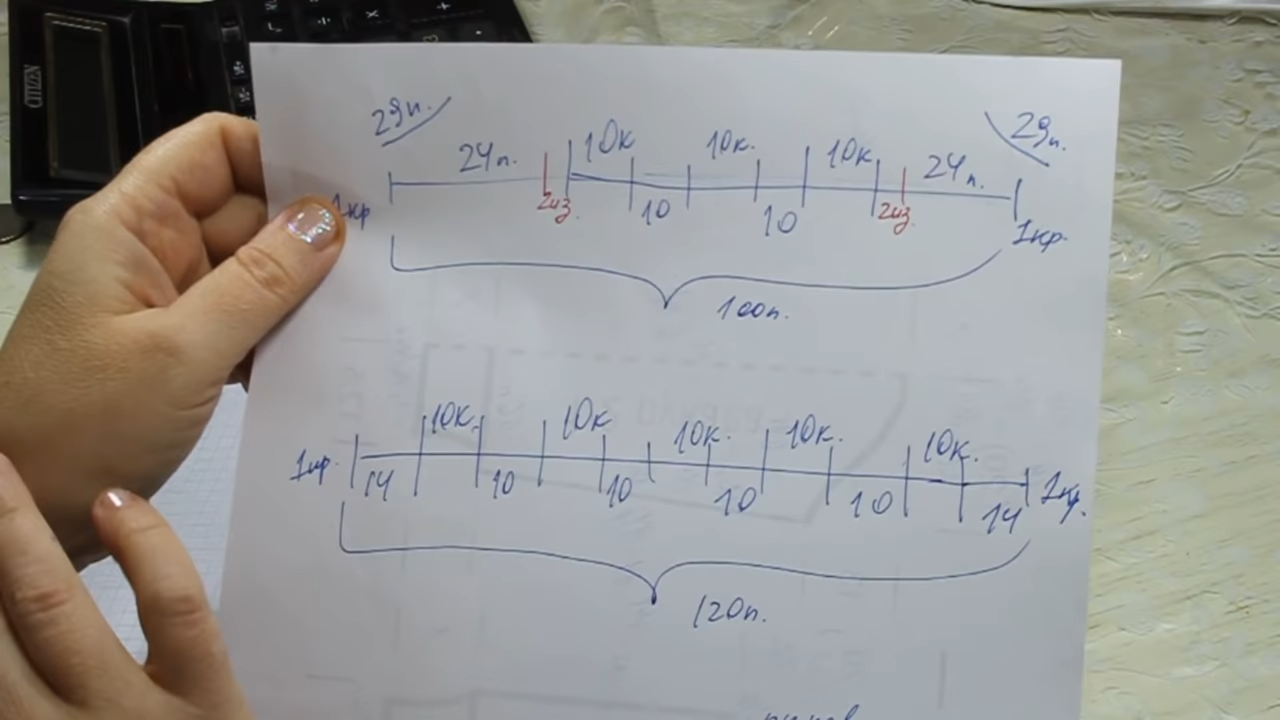 CITIZEN
29п. 29п.
24п. 10к 10к. 10к 24п.
1кр 2из. 10 10 2из. 1кр.
100п.
10к. 10к 10к. 10к. 10к.
1кр. 14 10 10 10 10 14 1кр.
120п.